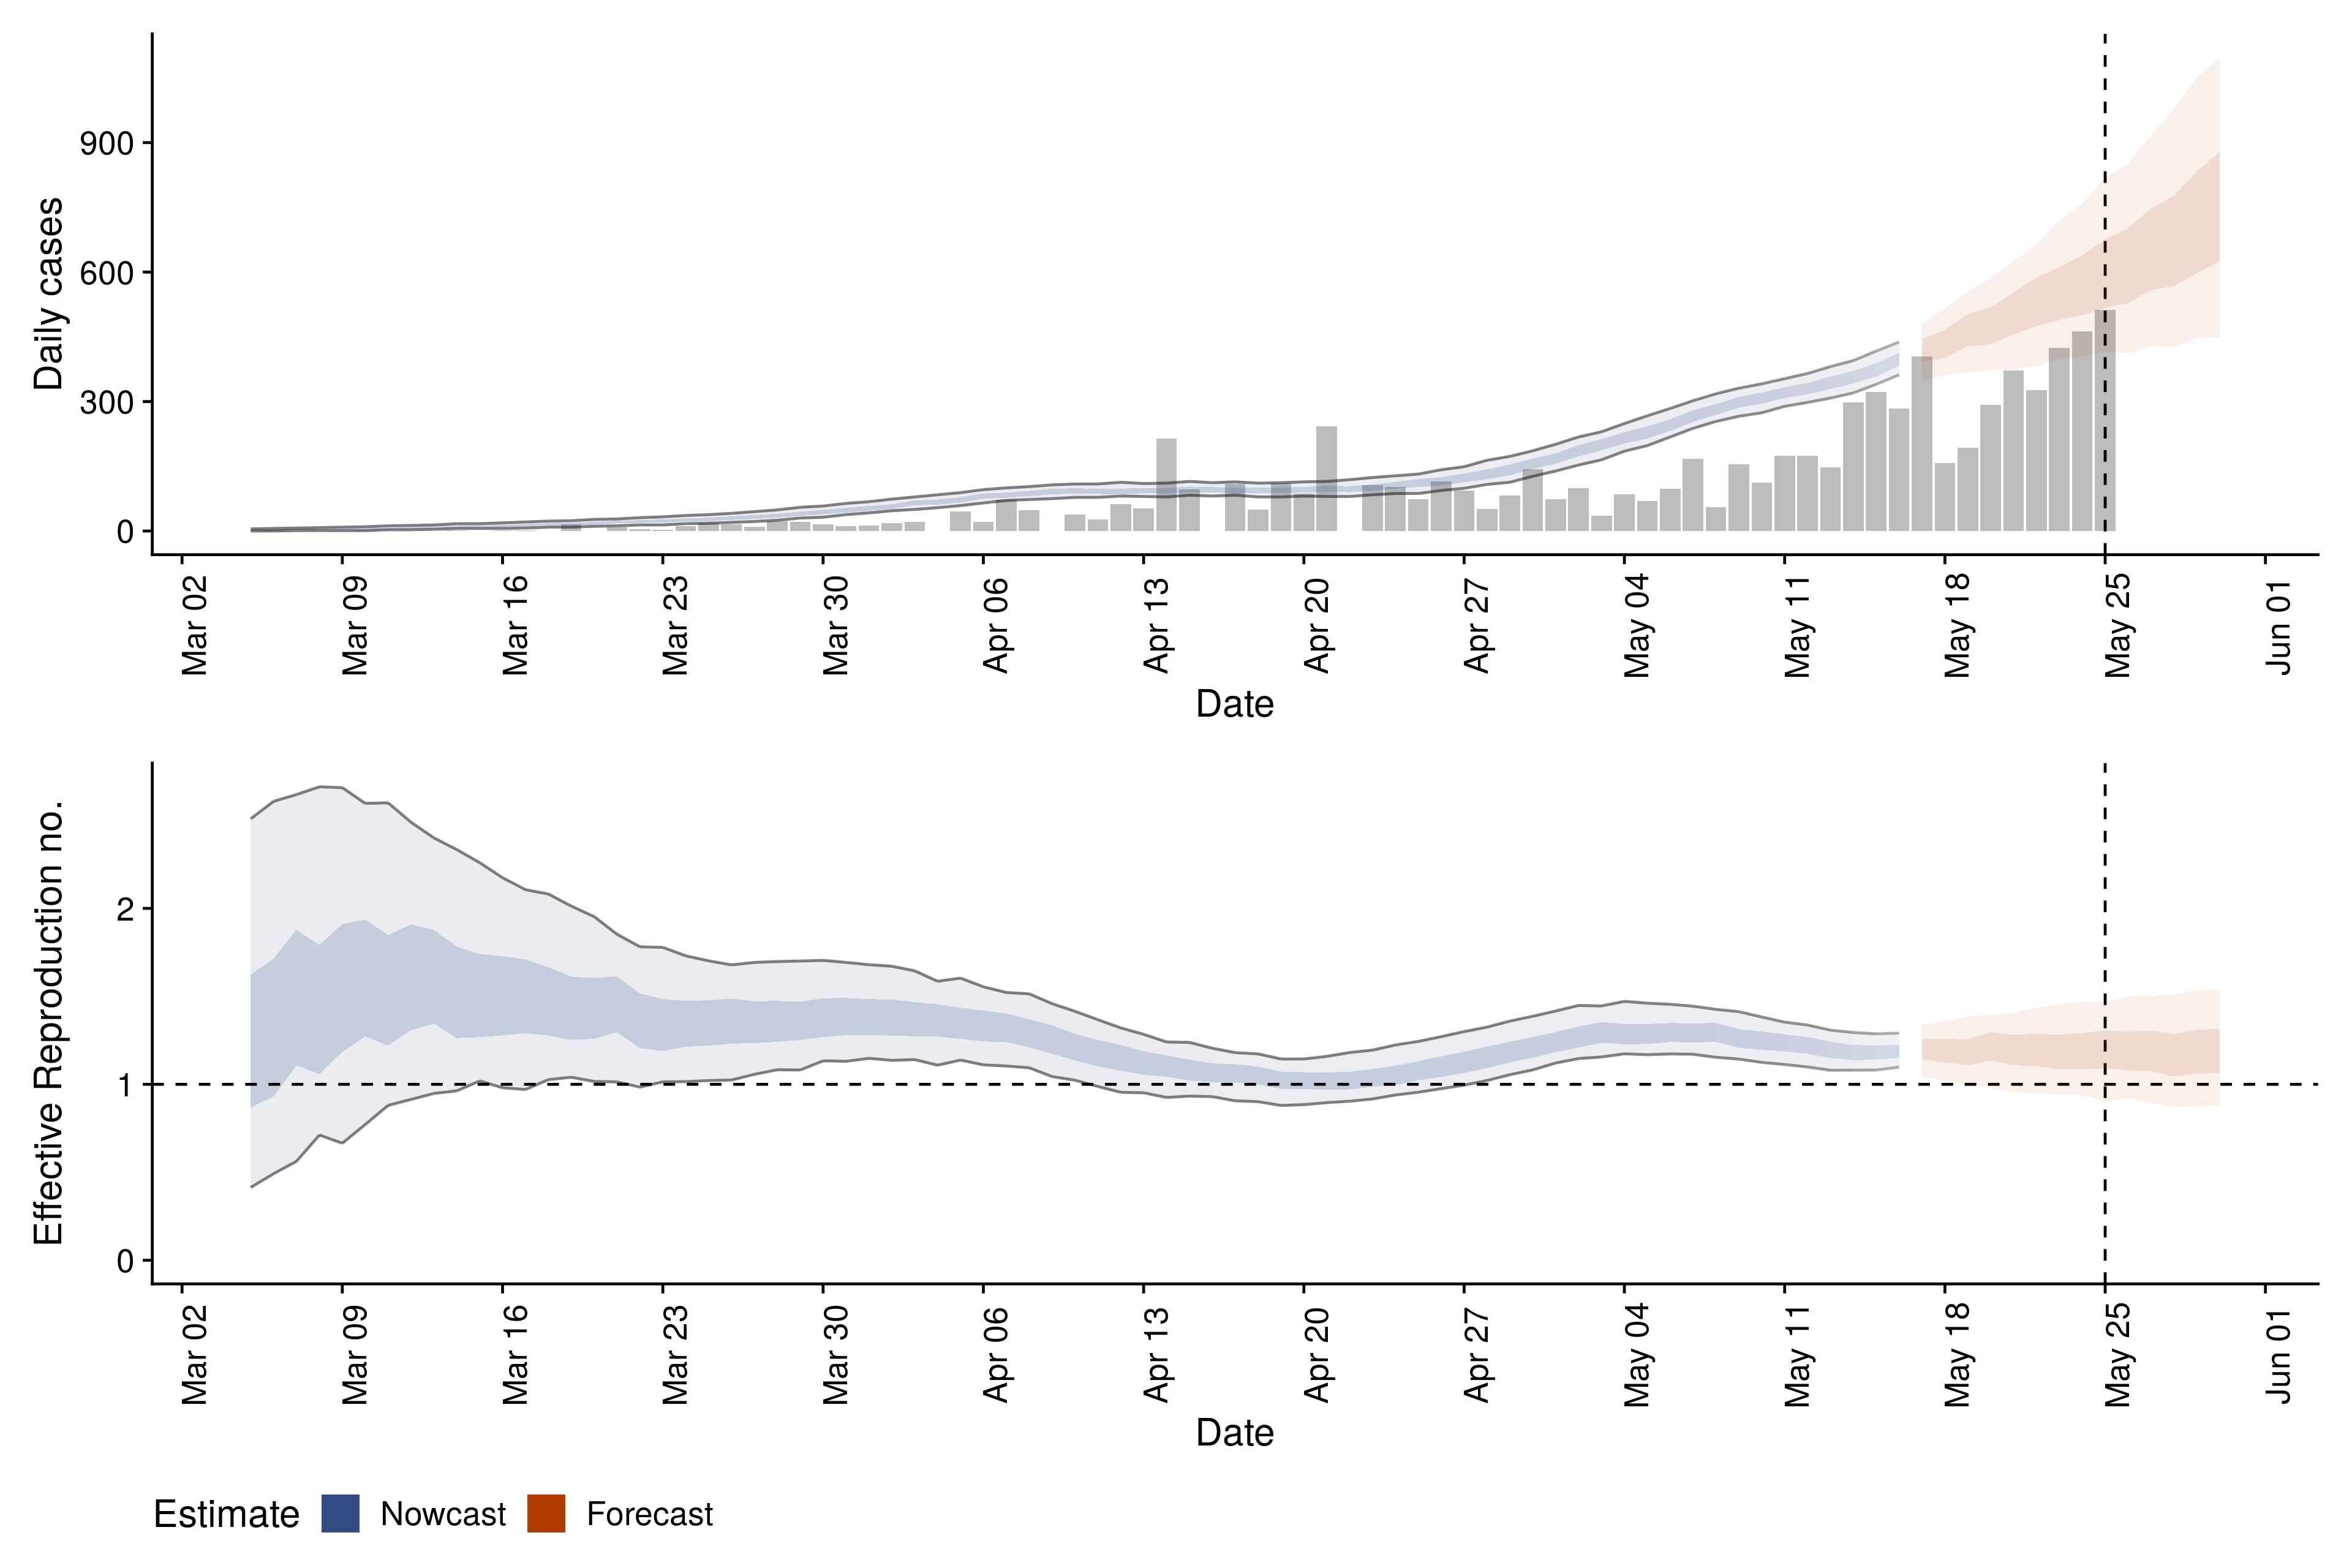 Daily cases
900
600
300
0
Mar 02
Mar 09
Mar 16
Mar 23
Mar 30
Apr 06
Apr 13
Apr 20
Apr 27
May 04
May 11
May 18
May 25
Jun 01
Date
Effective Reproduction no.
2
1
0
Mar 02
Mar 09
Mar 16
Mar 23
Mar 30
Apr 06
Apr 13
Apr 20
Apr 27
May 04
May 11
May 18
May 25
Jun 01
Date
Estimate Nowcast Forecast